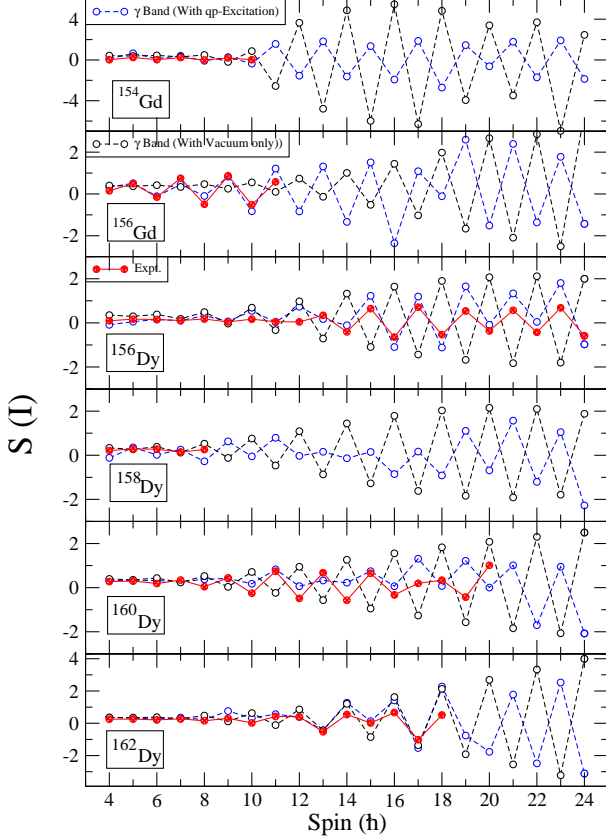 4
γ Band (With qp-Excitation)
0
-4
154Gd
2
γ Band (With Vacuum only))
0
-2
156Gd
2
Expt.
0
-2
156Dy
2
0
-2
158Dy
2
0
-2
160Dy
4
2
0
-2
162Dy
4 6 8 10 12 14 16 18 20 22 24
Spin (ħ)
S (I)